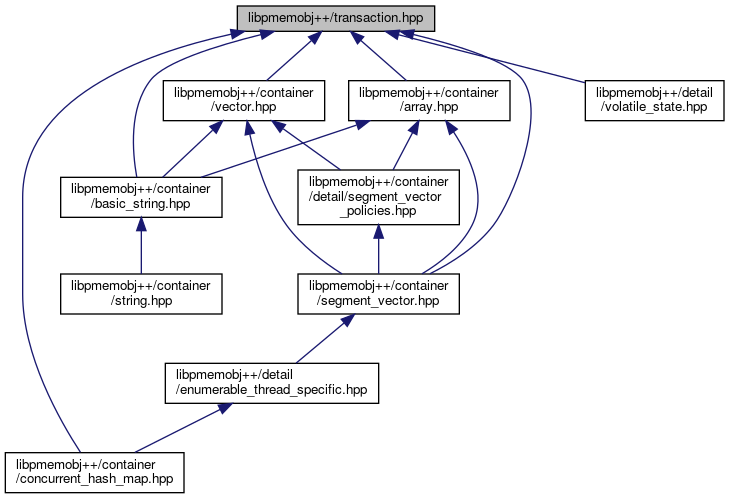 libpmemobj++/transaction.hpp
libpmemobj++/container
/vector.hpp
libpmemobj++/container
/array.hpp
libpmemobj++/detail
/volatile_state.hpp
libpmemobj++/container
/basic_string.hpp
libpmemobj++/container
/detail/segment_vector
_policies.hpp
libpmemobj++/container
/string.hpp
libpmemobj++/container
/segment_vector.hpp
libpmemobj++/detail
/enumerable_thread_specific.hpp
libpmemobj++/container
/concurrent_hash_map.hpp